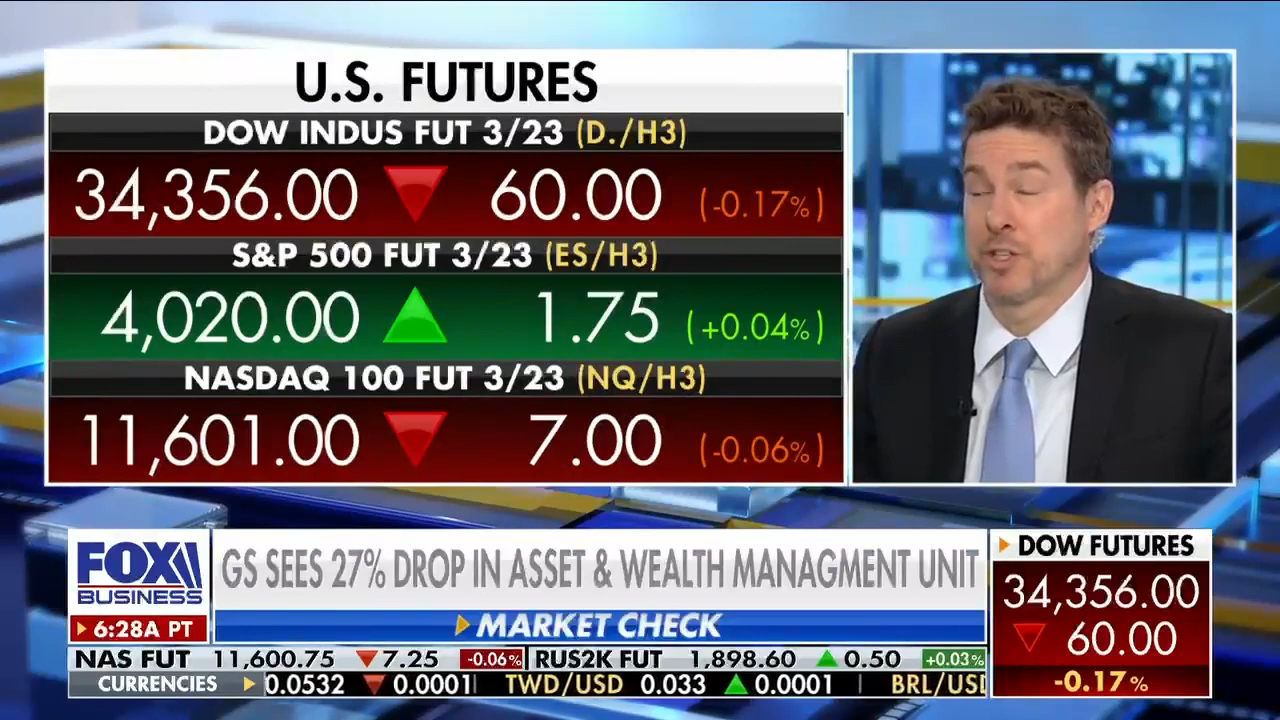 U.S. FUTURES
DOW INDUS FUT 3/23 (D./H3)
34,356.00 60.00 (-0.17%)
S&P 500 FUT 3/23 (ES/H3)
4,020.00 1.75 (+0.04%)
NASDAQ 100 FUT 3/23 (NQ/H3)
11,601.00 7.00 (-0.06%)
FOX
BUSINESS
6:28A PT
GS SEES 27% DROP IN ASSET & WEALTH MANAGMENT UNIT
MARKET CHECK
DOW FUTURES
34,356.00
60.00
-0.17%
NAS FUT 11,600.75 7.25 -0.06% RUS2K FUT 1,898.60 0.50 +0.03%
CURRENCIES 0.0532 0.0001 TWD/USD 0.033 0.0001 BRL/USD